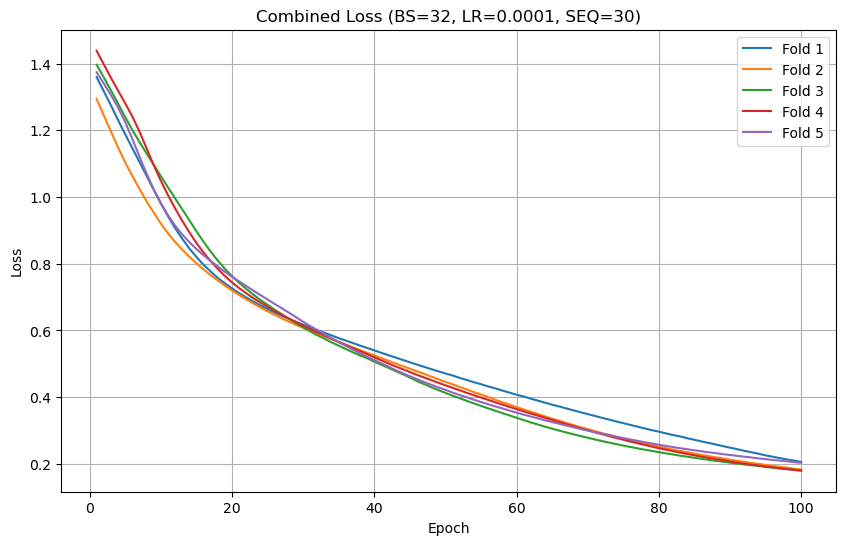 Combined Loss (BS=32, LR=0.0001, SEQ=30)
Fold 1
Fold 2
Fold 3
Fold 4
Fold 5
Loss
1.4
1.2
1.0
0.8
0.6
0.4
0.2
0 20 40 60 80 100
Epoch